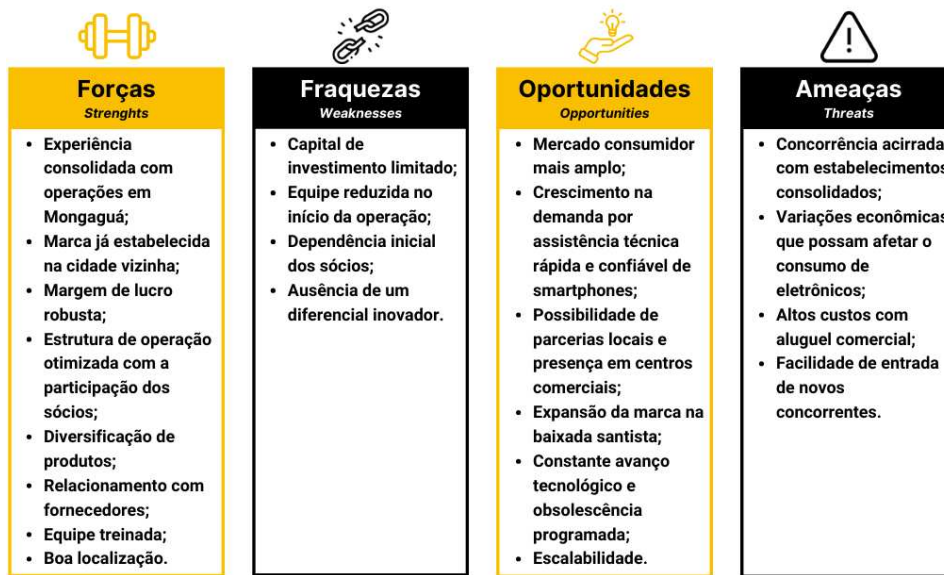 Forças
Strenghts
• Experiência
consolidada com
operações em
Mongaguá;
• Marca já estabelecida
na cidade vizinha;
• Margem de lucro
robusta;
• Estrutura de operação
otimizada com a
participação dos
sócios;
• Diversificação de
produtos;
• Relacionamento com
fornecedores;
• Equipe treinada;
• Boa localização.
Fraquezas
Weaknesses
• Capital de
investimento limitado;
• Equipe reduzida no
início da operação;
• Dependência inicial
dos sócios;
• Ausência de um
diferencial inovador.
Oportunidades
Opportunities
• Mercado consumidor
mais amplo;
• Crescimento na
demanda por
assistência técnica
rápida e confiável de
smartphones;
• Possibilidade de
parcerias locais e
presença em centros
comerciais;
• Expansão da marca na
baixada santista;
• Constante avanço
tecnológico e
obsolescência
programada;
• Escalabilidade.
Ameaças
Threats
• Concorrência acirrada
com estabelecimentos
consolidados;
• Variações econômicas
que possam afetar o
consumo de
eletrônicos;
• Altos custos com
aluguel comercial;
• Facilidade de entrada
de novos
concorrentes.